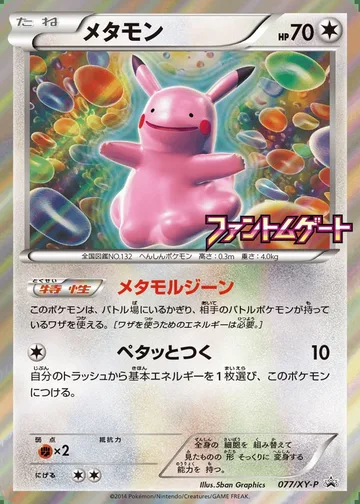 たね メタモン HP70
ファントムゲート
全国図鑑NO.132 へんしんポケモン 高さ:0.3m 重さ:4.0kg
とくせい
特性 メタモルジーン
このポケモンは、バトル場にいるかぎり、相手のバトルポケモンが持って
いるワザを使える。[ワザを使うためのエネルギーは必要。]
ペタッとつく 10
自分のトラッシュから基本エネルギーを1枚選び、このポケモン
につける。
弱点 ×2
抵抗力
にげる
全身の 細胞を 組み替えて
見たものの 形 そっくりに 変身する
能力を 持つ。
Illus.5ban Graphics 077/XY-P
©2014 Pokémon/Nintendo/Creatures/GAME FREAK.